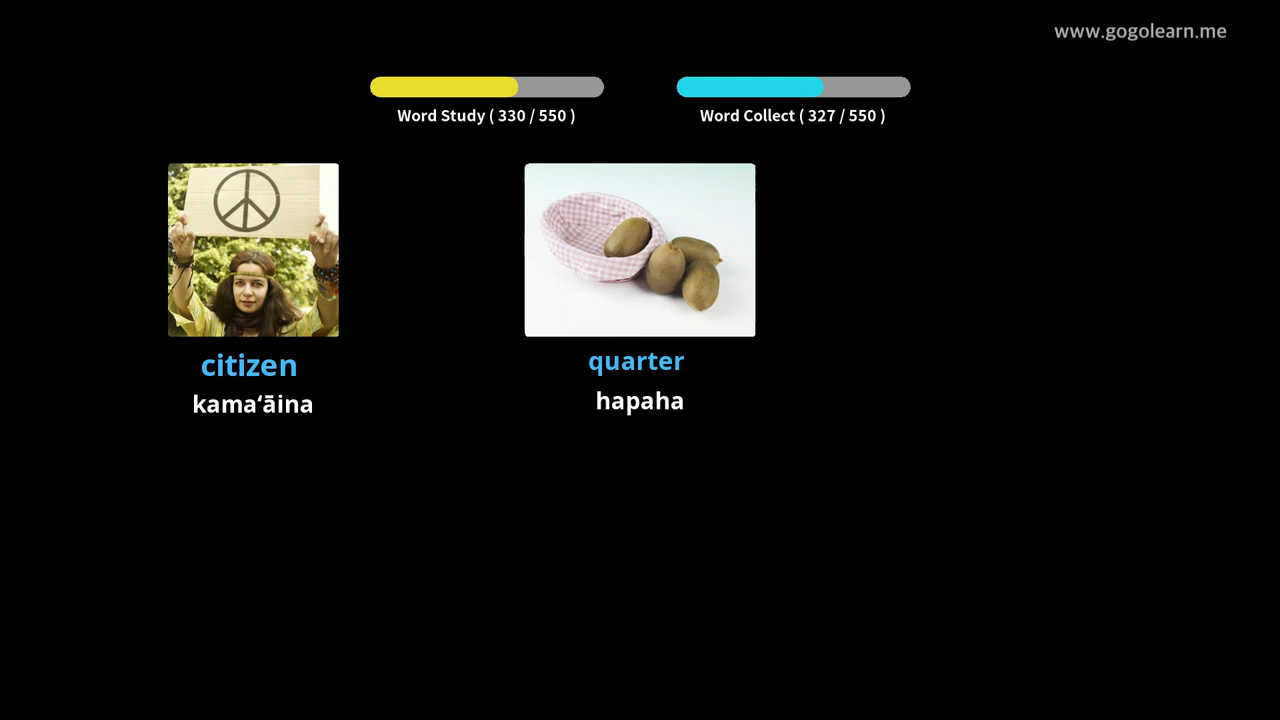 www.gogolearn.me
Word Study ( 330 / 550 )
Word Collect ( 327 / 550 )
citizen
kamaʻāina
quarter
hapaha